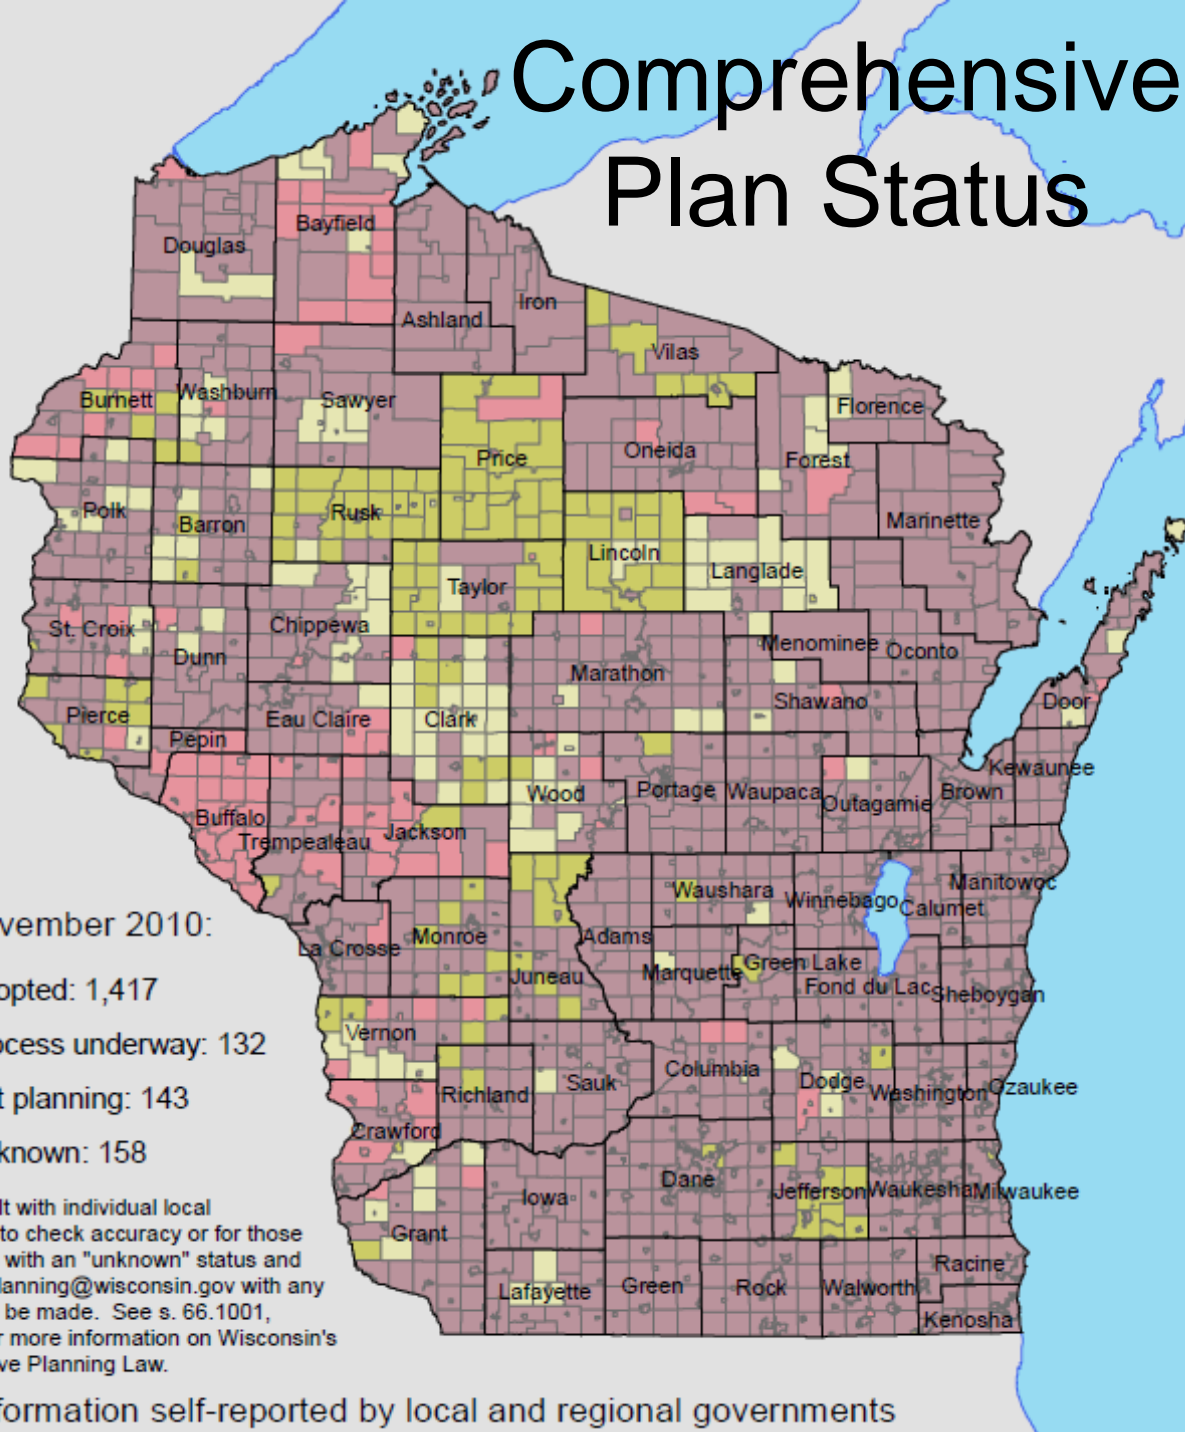 Comprehensive
Plan Status
Bayfield
Douglas
Iron
Ashland
Vilas
Burnett
Washburn
Sawyer
Florence
Price
Oneida
Forest
Polk
Barron
Rusk
Marinette
Lincoln
Langlade
Taylor
St. Croix
Chippewa
Dunn
Menominee
Oconto
Marathon
Shawano
Pierce
Eau Claire
Clark
Door
Pepin
Kewaunee
Wood
Portage
Waupaca
Outagamie
Brown
Buffalo
Trempealeau
Jackson
Waushara
Winnebago
Manitowoc
Calumet
La Crosse
Monroe
Adams
Juneau
Marquette
Green Lake
Fond du Lac
Sheboygan
Vernon
Richland
Sauk
Columbia
Dodge
Washington
Ozaukee
Crawford
Iowa
Dane
Jefferson
Waukesha
Milwaukee
Grant
Lafayette
Green
Rock
Walworth
Racine
Kenosha
vember 2010:
opted: 1,417
ocess underway: 132
t planning: 143
known: 158
lt with individual local
to check accuracy or for those
with an "unknown" status and
lanning@wisconsin.gov with any
be made. See s. 66.1001,
r more information on Wisconsin's
ve Planning Law.
formation self-reported by local and regional governments